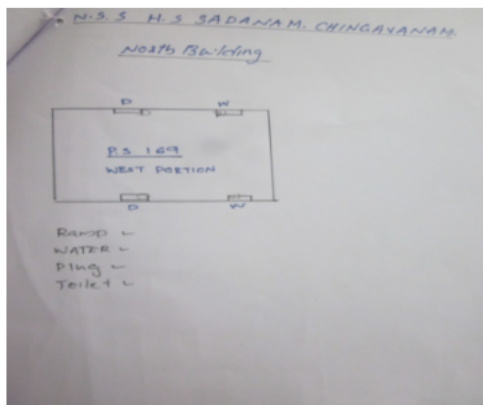 N.S.S H.S SADANAM. CHINGAVANAM.
North Building
D W
P.S 169
WEST PORTION
D W
Ramp
WATER
Plug
Toilet